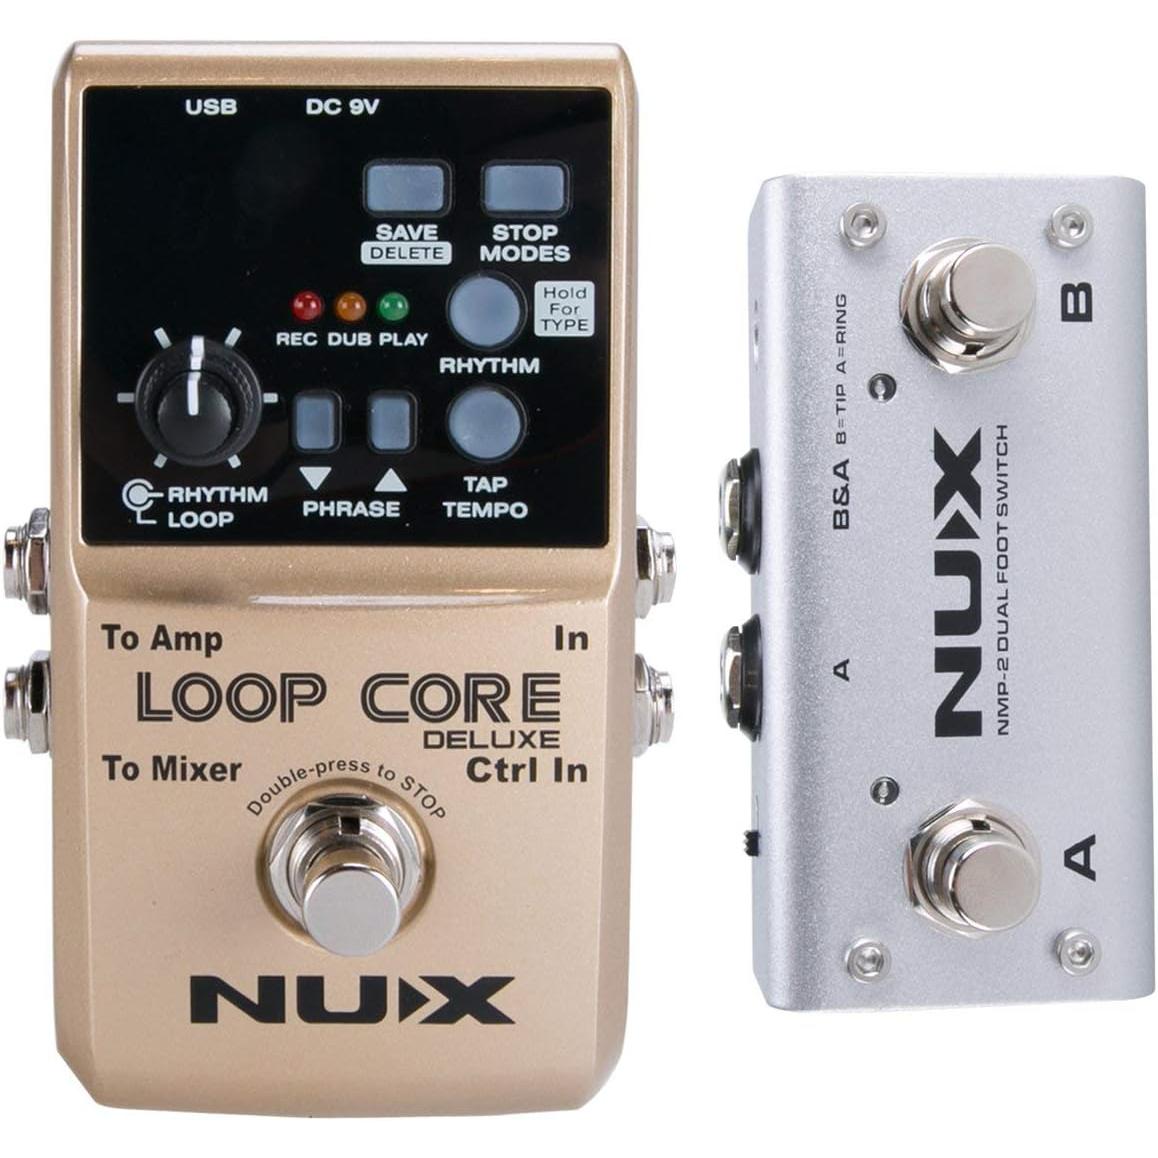 USB
DC 9V
SAVE
DELETE
STOP
MODES
REC DUB PLAY
Hold
For
TYPE
RHYTHM
RHYTHM
LOOP
PHRASE
TAP
TEMPO
To Amp
In
LOOP CORE
DELUXE
To Mixer
Ctrl In
Double-press to STOP
NUX
B
A
B&A B=TIP A=RING
A
NUX
NMP-2 DUAL FOOT SWITCH